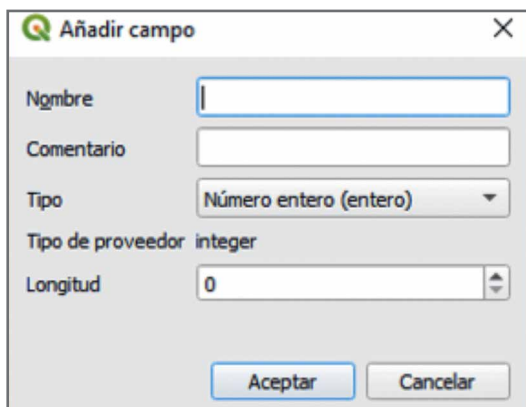 Añadir campo
Nombre
Comentario
Tipo Número entero (entero)
Tipo de proveedor integer
Longitud 0
Aceptar Cancelar